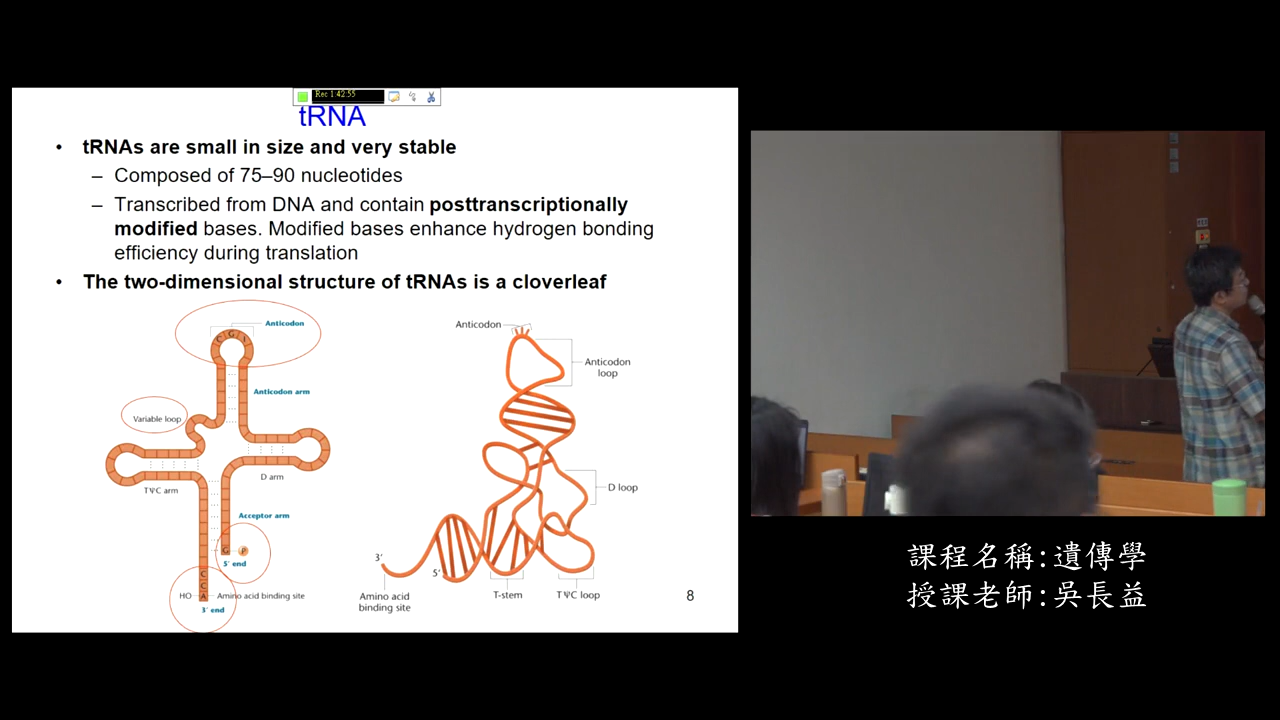 Rec 1:42:55
tRNA
• tRNAs are small in size and very stable
– Composed of 75–90 nucleotides
– Transcribed from DNA and contain posttranscriptionally
modified bases. Modified bases enhance hydrogen bonding
efficiency during translation
• The two-dimensional structure of tRNAs is a cloverleaf
Anticodon
C G A
Anticodon arm
Variable loop
TΨC arm
D arm
Acceptor arm
G P
5′ end
C
C
HO A Amino acid binding site
3′ end
Anticodon
Anticodon
loop
D loop
3′
5′
Amino acid
binding site
T-stem
TΨC loop
8
課程名稱:遺傳學
授課老師:吳長益